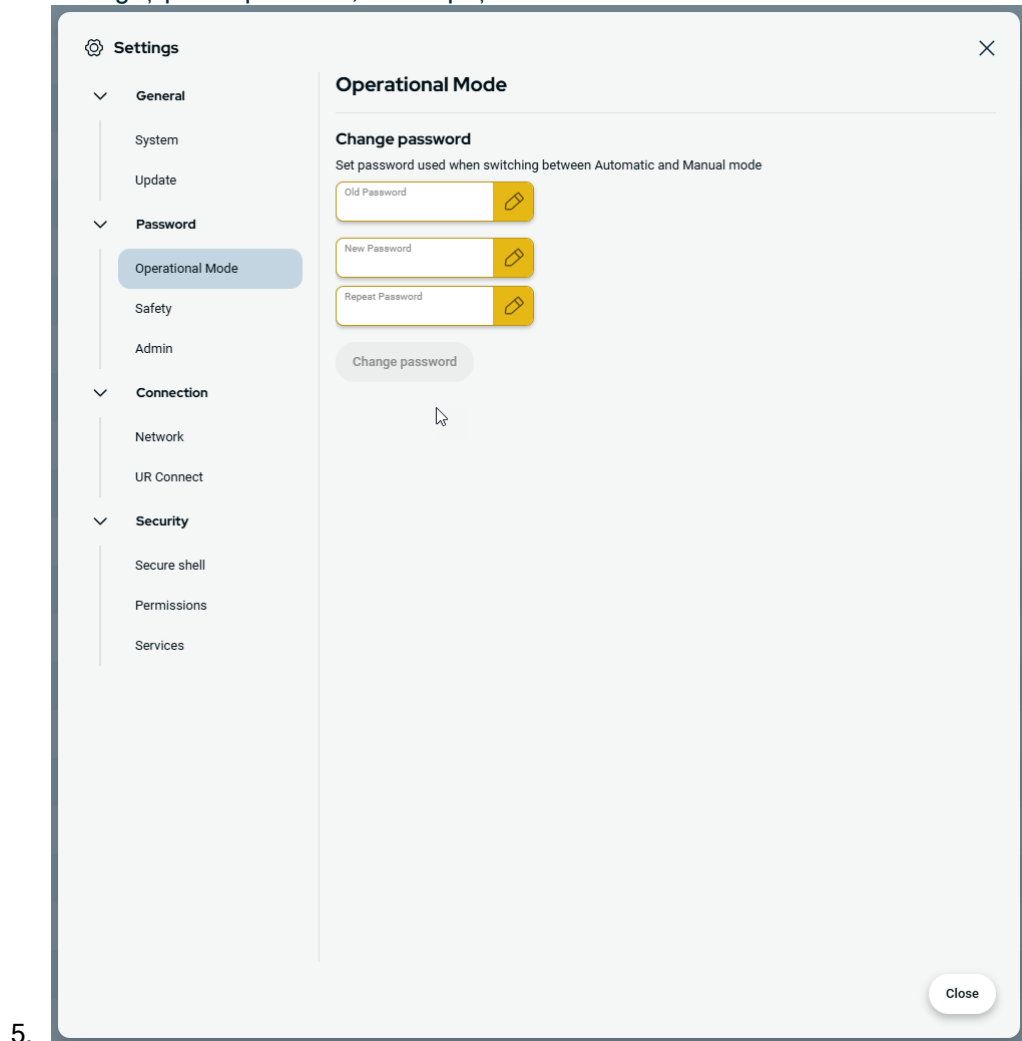 Settings
General
System
Update
Password
Operational Mode
Safety
Admin
Connection
Network
UR Connect
Security
Secure shell
Permissions
Services
Operational Mode
Change password
Set password used when switching between Automatic and Manual mode
Old Password
New Password
Repeat Password
Change password
Close
5.